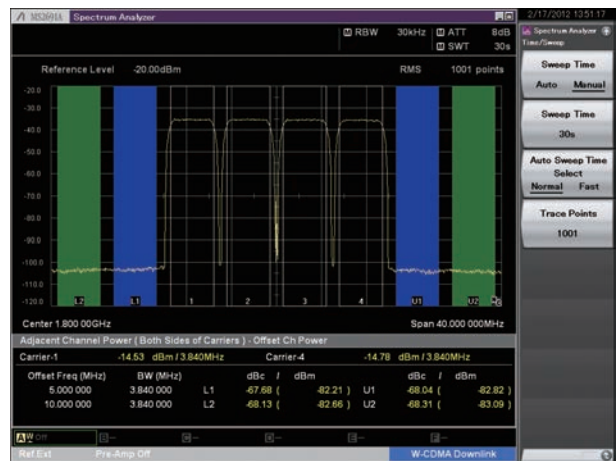 MS2691A Spectrum Analyzer 2/17/2012 13:51:17
M RBW 30kHz M ATT 8dB
M SWT 30s
Reference Level -20.00dBm RMS 1001 points
-20.0
-30.0
-40.0
-50.0
-60.0
-70.0
-80.0
-90.0
-100.0
-110.0
-120.0
L2 L1 1 2 3 4 U1 U2
Center 1.800 00GHz Span 40.000 000MHz
Adjacent Channel Power ( Both Sides of Carriers ) - Offset Ch Power
Carrier-1 -14.53 dBm / 3.840MHz Carrier-4 -14.78 dBm / 3.840MHz
Offset Freq (MHz) BW (MHz) dBc / dBm dBc / dBm
5.000 000 3.840 000 L1 -67.68 ( -82.21 ) U1 -68.04 ( -82.82 )
10.000 000 3.840 000 L2 -68.13 ( -82.66 ) U2 -68.31 ( -83.09 )
Off
Ref.Ext Pre-Amp Off W-CDMA Downlink
Spectrum Analyzer
Time/Sweep
Sweep Time
Auto Manual
Sweep Time
30s
Auto Sweep Time
Select
Normal Fast
Trace Points
1001